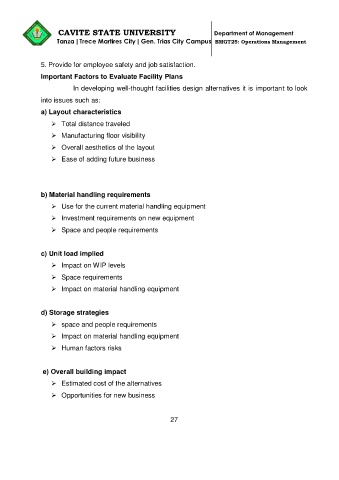 CAVITE STATE UNIVERSITY Department of Management
Tanza | Trece Martires City | Gen. Trias City Campus BMGT25: Operations Management
5. Provide for employee safety and job satisfaction.
Important Factors to Evaluate Facility Plans
In developing well-thought facilities design alternatives it is important to look
into issues such as:
a) Layout characteristics
➢ Total distance traveled
➢ Manufacturing floor visibility
➢ Overall aesthetics of the layout
➢ Ease of adding future business
b) Material handling requirements
➢ Use for the current material handling equipment
➢ Investment requirements on new equipment
➢ Space and people requirements
c) Unit load implied
➢ Impact on WIP levels
➢ Space requirements
➢ Impact on material handling equipment
d) Storage strategies
➢ space and people requirements
➢ Impact on material handling equipment
➢ Human factors risks
e) Overall building impact
➢ Estimated cost of the alternatives
➢ Opportunities for new business
27